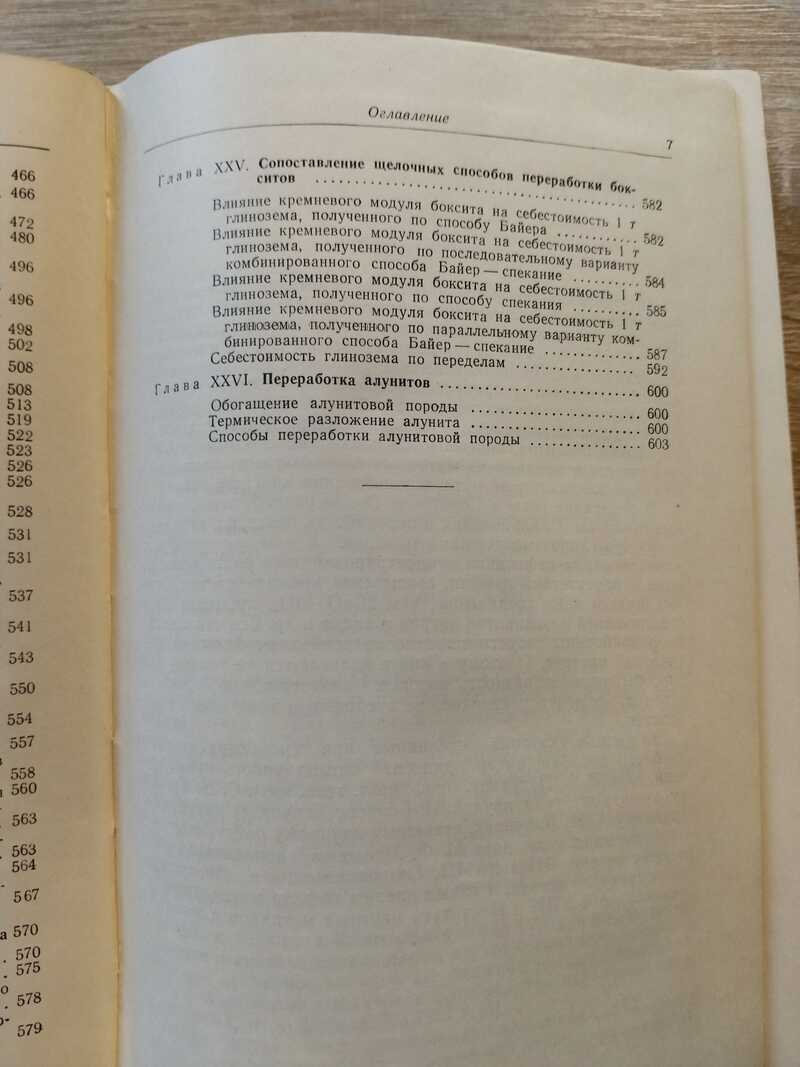 466
466
472
480
496
496
498
502
508
508
513
519
522
523
526
526
528
531
531
537
541
543
550
554
557
558
560
563
563
564
567
а 570
. 570
. 575
о
. 578
о-
579
Оглавление
7
Глава XXV. Сопоставление щелочных способов переработки бок-
ситов .......... 582
Влияние кремневого модуля боксита на себестоимость 1 т
глинозема, полученного по способу Байера .......... 582
Влияние кремневого модуля боксита на себестоимость 1 т
глинозема, полученного по последовательному варианту
комбинированного способа Байер — спекание .......... 584
Влияние кремневого модуля боксита на себестоимость 1 т
глинозема, полученного по способу спекания .......... 585
Влияние кремневого модуля боксита на себестоимость 1 т
глинозема, полученного по параллельному варианту ком-
бинированного способа Байер — спекание .......... 587
Себестоимость глинозема по переделам .......... 592
Глава XXVI. Переработка алунитов .......... 600
Обогащение алунитовой породы .......... 600
Термическое разложение алунита .......... 600
Способы переработки алунитовой породы .......... 603